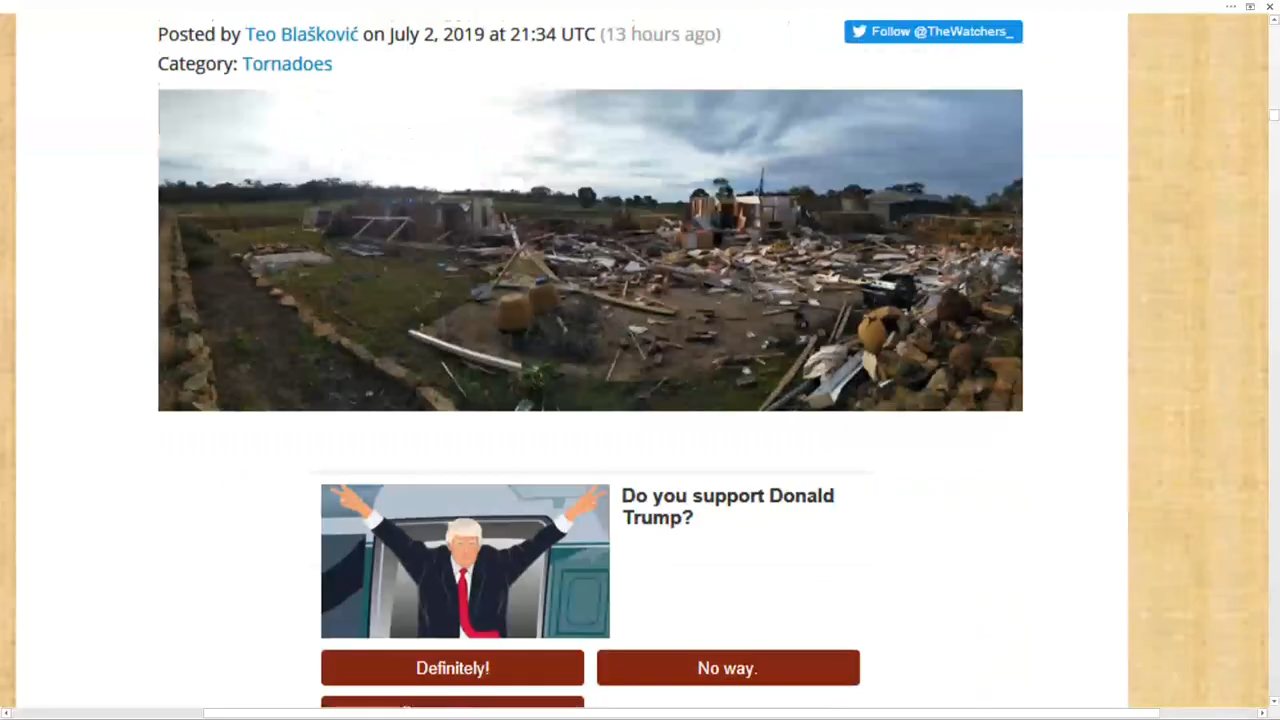 Posted by Teo Blašković on July 2, 2019 at 21:34 UTC (13 hours ago)
Follow @TheWatchers_
Category: Tornadoes
Do you support Donald
Trump?
Definitely!
No way.